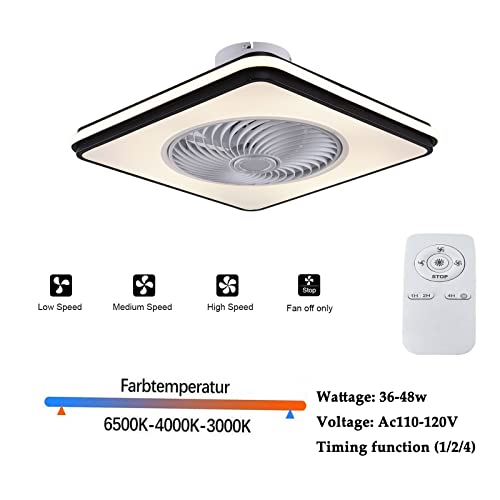 STOP
1H 2H 4H
Stop
Low Speed
Medium Speed
High Speed
Fan off only
Farbtemperatur
6500K-4000K-3000K
Wattage: 36-48w
Voltage: Ac110-120V
Timing function (1/2/4)